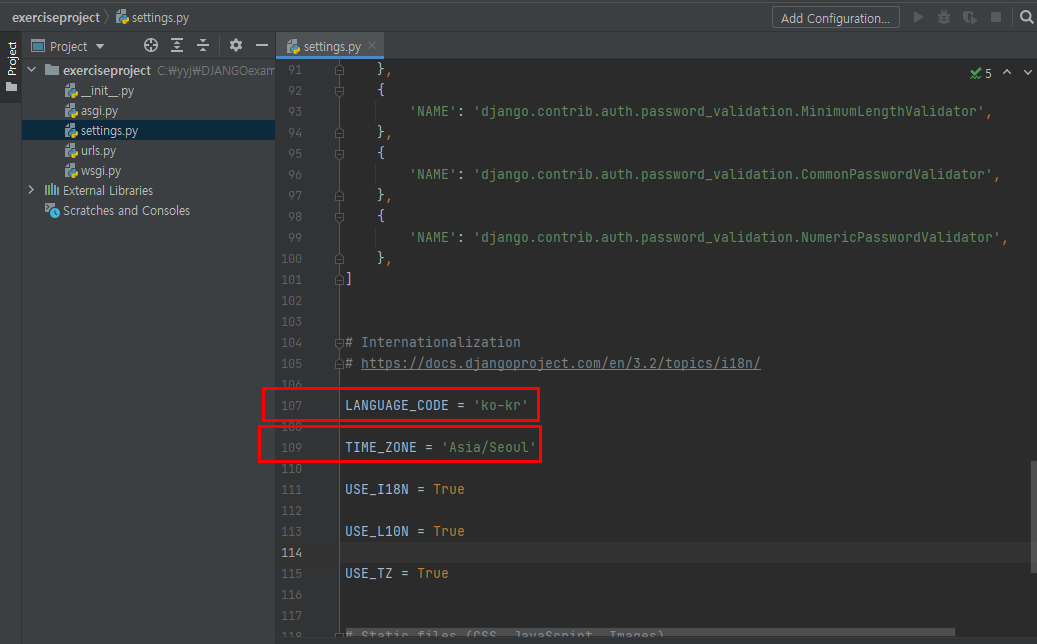 exerciseproject
settings.py
Add Configuration...
Project
Project
settings.py
exerciseproject C:₩yyj₩DJANGOexam
__init__.py
asgi.py
settings.py
urls.py
wsgi.py
External Libraries
Scratches and Consoles
5
91 },
92 {
93 'NAME': 'django.contrib.auth.password_validation.MinimumLengthValidator',
94 },
95 {
96 'NAME': 'django.contrib.auth.password_validation.CommonPasswordValidator',
97 },
98 {
99 'NAME': 'django.contrib.auth.password_validation.NumericPasswordValidator',
100 },
101 ]
102
103
104 # Internationalization
105 # https://docs.djangoproject.com/en/3.2/topics/i18n/
106
107 LANGUAGE_CODE = 'ko-kr'
108
109 TIME_ZONE = 'Asia/Seoul'
110
111 USE_I18N = True
112
113 USE_L10N = True
114
115 USE_TZ = True
116
117
118 # Static files (CSS, JavaScript, Images)